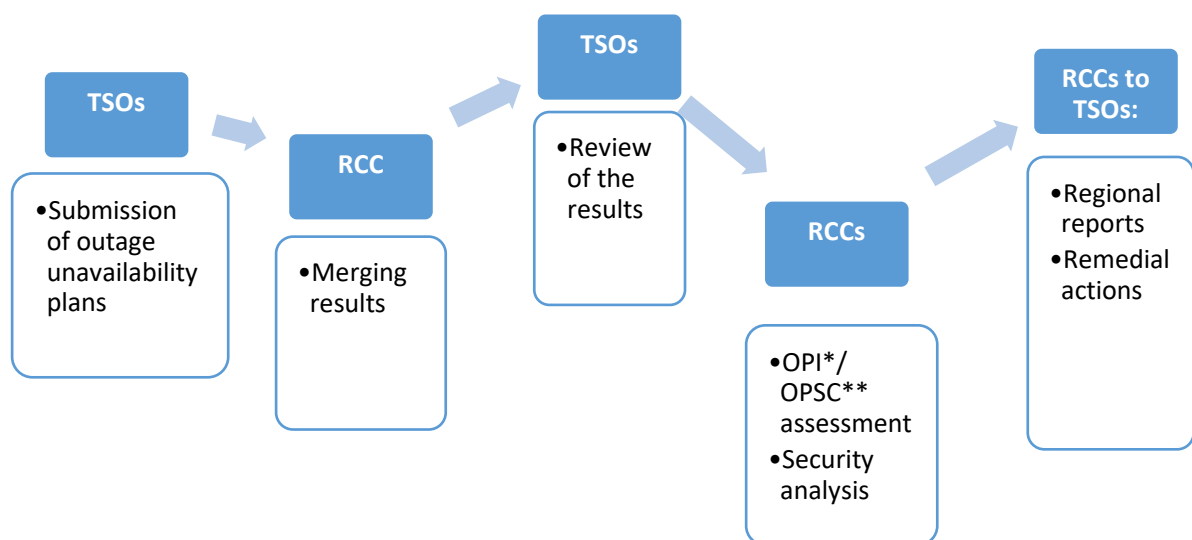 TSOs
•Submission
of outage
unavailability
plans
RCC
•Merging
results
TSOs
•Review
of the
results
RCCs
•OPI*/
OPSC**
assessment
•Security
analysis
RCCs to
TSOs:
•Regional
reports
•Remedial
actions